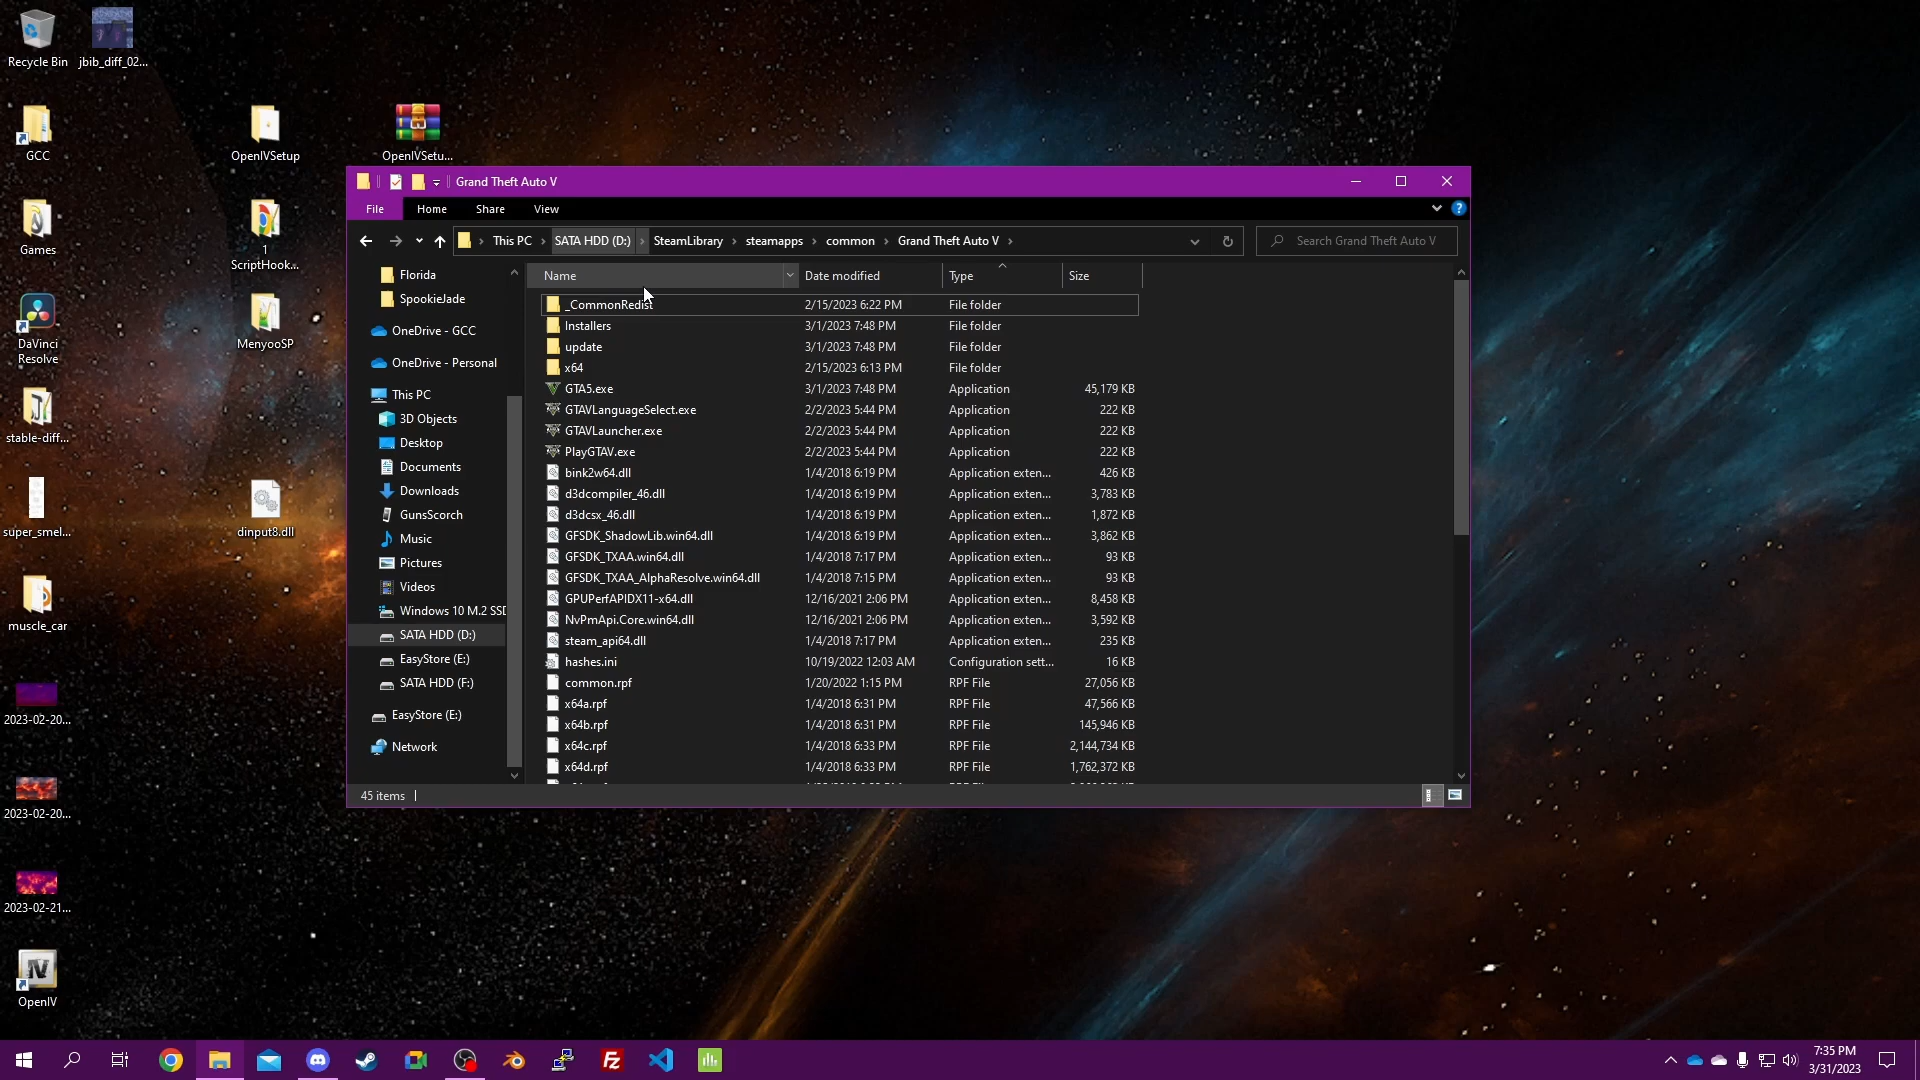 Recycle Bin
jbib_diff_02...
GCC
OpenIVSetup
OpenIVSetu...
Games
1
ScriptHook...
DaVinci
Resolve
MenyooSP
stable-diff...
super_smel...
dinput8.dll
muscle_car
2023-02-20...
2023-02-20...
2023-02-21...
OpenIV
Grand Theft Auto V
File
Home
Share
View
This PC
SATA HDD (D:)
SteamLibrary
steamapps
common
Grand Theft Auto V
Search Grand Theft Auto V
Florida
SpookieJade
OneDrive - GCC
OneDrive - Personal
This PC
3D Objects
Desktop
Documents
Downloads
GunsScorch
Music
Pictures
Videos
Windows 10 M.2 SSD
SATA HDD (D:)
EasyStore (E:)
SATA HDD (F:)
EasyStore (E:)
Network
Name Date modified Type Size
_CommonRedist 2/15/2023 6:22 PM File folder
Installers 3/1/2023 7:48 PM File folder
update 3/1/2023 7:48 PM File folder
x64 2/15/2023 6:13 PM File folder
GTA5.exe 3/1/2023 7:48 PM Application 45,179 KB
GTAVLanguageSelect.exe 2/2/2023 5:44 PM Application 222 KB
GTAVLauncher.exe 2/2/2023 5:44 PM Application 222 KB
PlayGTAV.exe 2/2/2023 5:44 PM Application 222 KB
bink2w64.dll 1/4/2018 6:19 PM Application exten... 426 KB
d3dcompiler_46.dll 1/4/2018 6:19 PM Application exten... 3,783 KB
d3dcsx_46.dll 1/4/2018 6:19 PM Application exten... 1,872 KB
GFSDK_ShadowLib.win64.dll 1/4/2018 6:19 PM Application exten... 3,862 KB
GFSDK_TXAA.win64.dll 1/4/2018 7:17 PM Application exten... 93 KB
GFSDK_TXAA_AlphaResolve.win64.dll 1/4/2018 7:15 PM Application exten... 93 KB
GPUPerfAPIDX11-x64.dll 12/16/2021 2:06 PM Application exten... 8,458 KB
NvPmApi.Core.win64.dll 12/16/2021 2:06 PM Application exten... 3,592 KB
steam_api64.dll 1/4/2018 7:17 PM Application exten... 235 KB
hashes.ini 10/19/2022 12:03 AM Configuration sett... 16 KB
common.rpf 1/20/2022 1:15 PM RPF File 27,056 KB
x64a.rpf 1/4/2018 6:31 PM RPF File 47,566 KB
x64b.rpf 1/4/2018 6:31 PM RPF File 145,946 KB
x64c.rpf 1/4/2018 6:33 PM RPF File 2,144,734 KB
x64d.rpf 1/4/2018 6:33 PM RPF File 1,762,372 KB
45 items
7:35 PM
3/31/2023